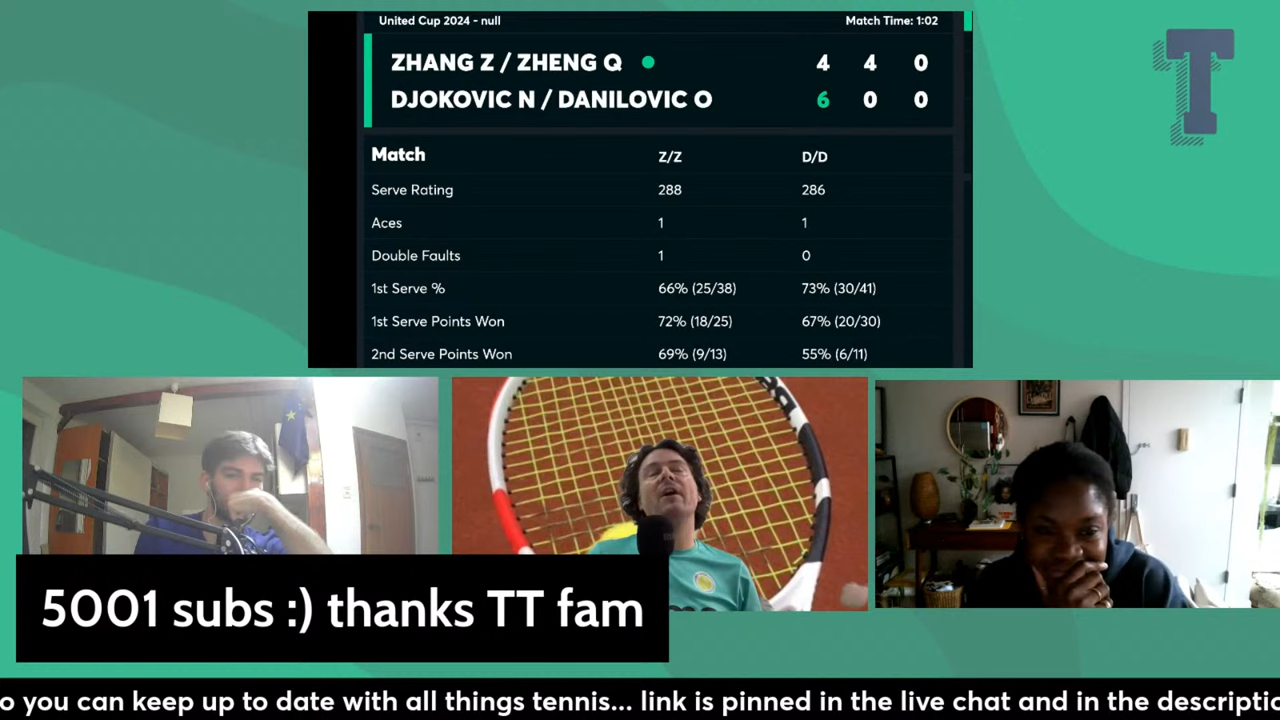 United Cup 2024 - null Match Time: 1:02
ZHANG Z / ZHENG Q 4 4 0
DJOKOVIC N / DANILOVIC O 6 0 0
Match Z/Z D/D
Serve Rating 288 286
Aces 1 1
Double Faults 1 0
1st Serve % 66% (25/38) 73% (30/41)
1st Serve Points Won 72% (18/25) 67% (20/30)
2nd Serve Points Won 69% (9/13) 55% (6/11)
T
5001 subs :) thanks TT fam
o you can keep up to date with all things tennis... link is pinned in the live chat and in the descriptio